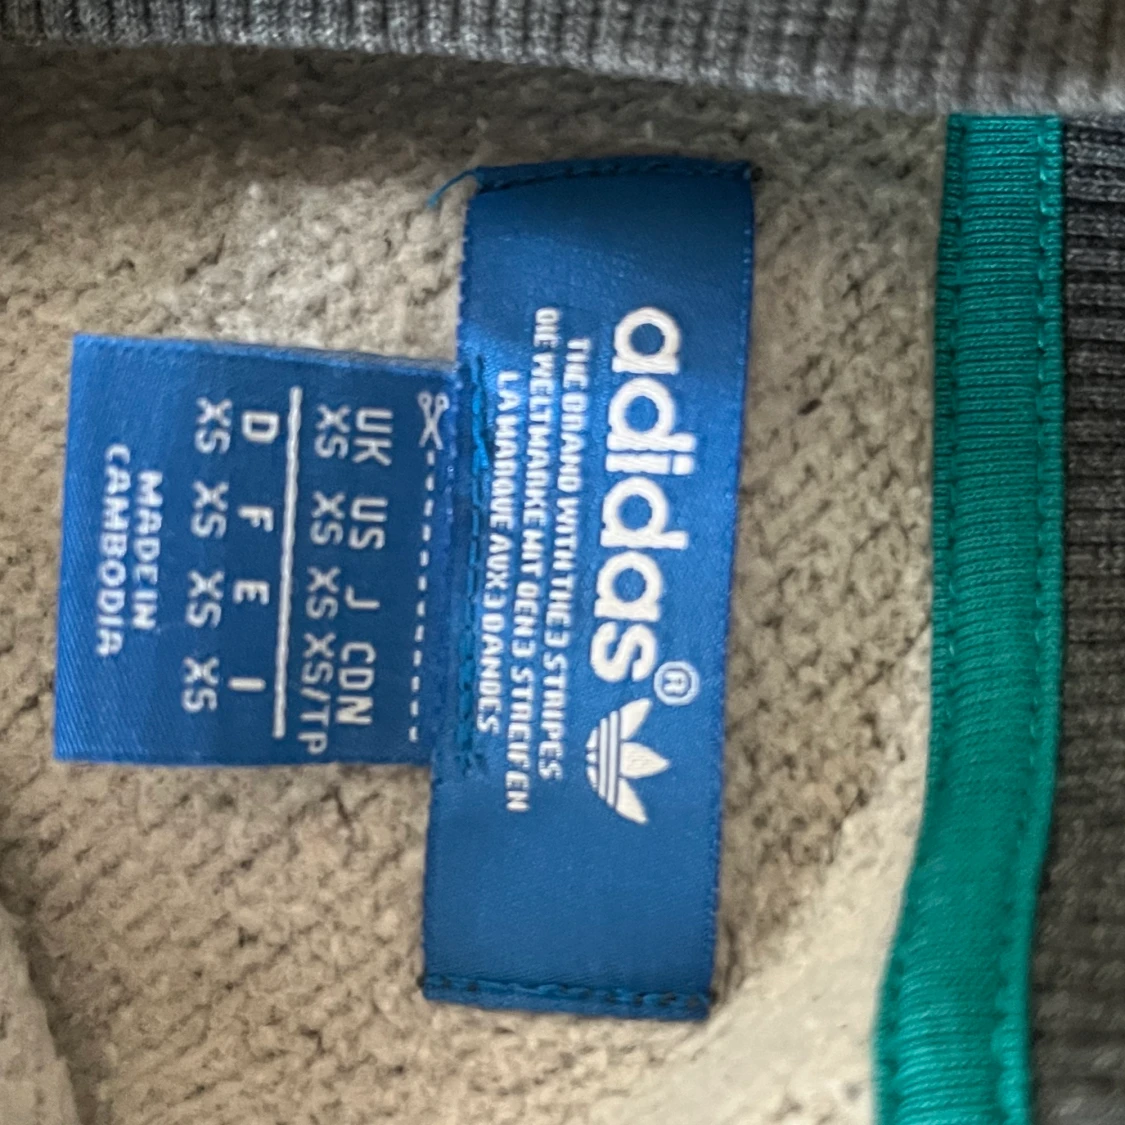 adidas®
THE BRAND WITH THE 3 STRIPES
DIE WELTMARKE MIT DEN 3 STREIFEN
LA MARQUE AUX 3 BANDES
UK US J CDN
XS XS XS XS/TP
D F E I
XS XS XS XS
MADE IN
CAMBODIA